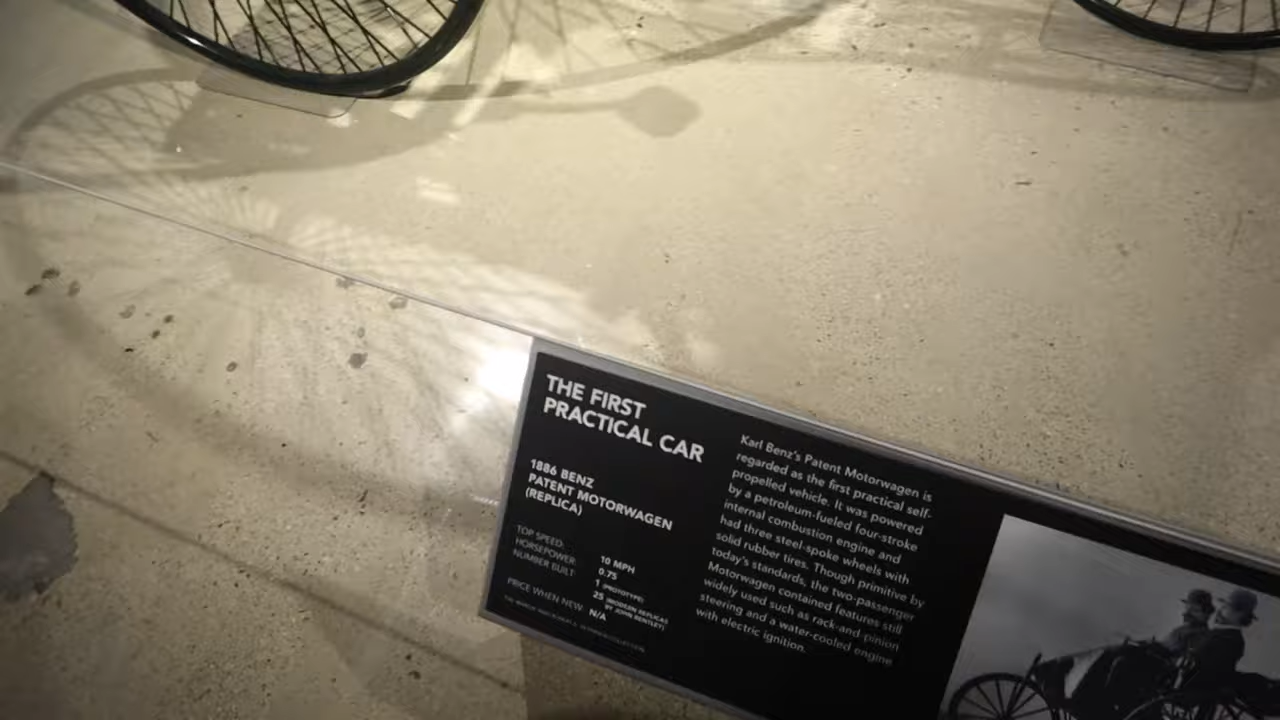 THE FIRST
PRACTICAL CAR
1886 BENZ
PATENT MOTORWAGEN
(REPLICA)
TOP SPEED: 10 MPH
HORSEPOWER: 0.75
NUMBER BUILT: 1 (PROTOTYPE)
25 (MODERN REPLICAS
BY JOHN BENTLEY)
PRICE WHEN NEW N/A
Karl Benz's Patent Motorwagen is
regarded as the first practical self-
propelled vehicle. It was powered
by a petroleum-fueled four-stroke
internal combustion engine and
had three steel-spoke wheels with
solid rubber tires. Though primitive by
today's standards, the two-passenger
Motorwagen contained features still
widely used such as rack-and pinion
steering and a water-cooled engine
with electric ignition.